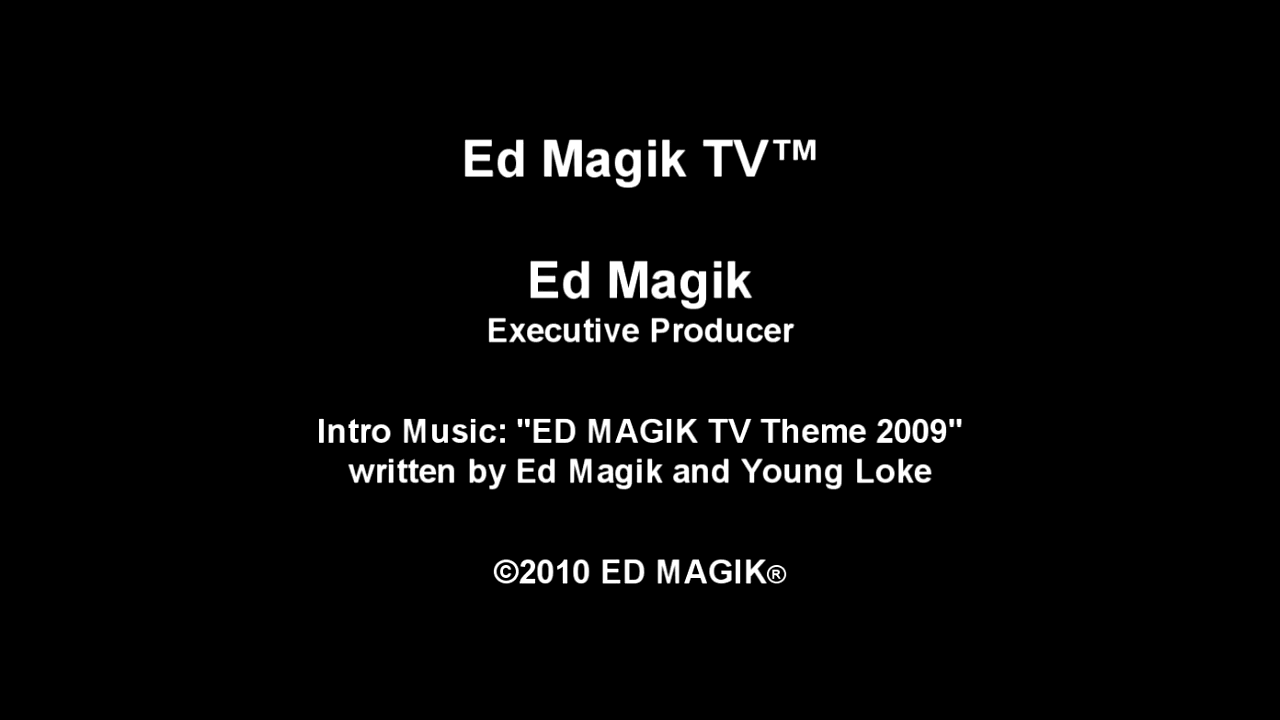 Ed Magik TV™
Ed Magik
Executive Producer
Intro Music: "ED MAGIK TV Theme 2009"
written by Ed Magik and Young Loke
©2010 ED MAGIK®